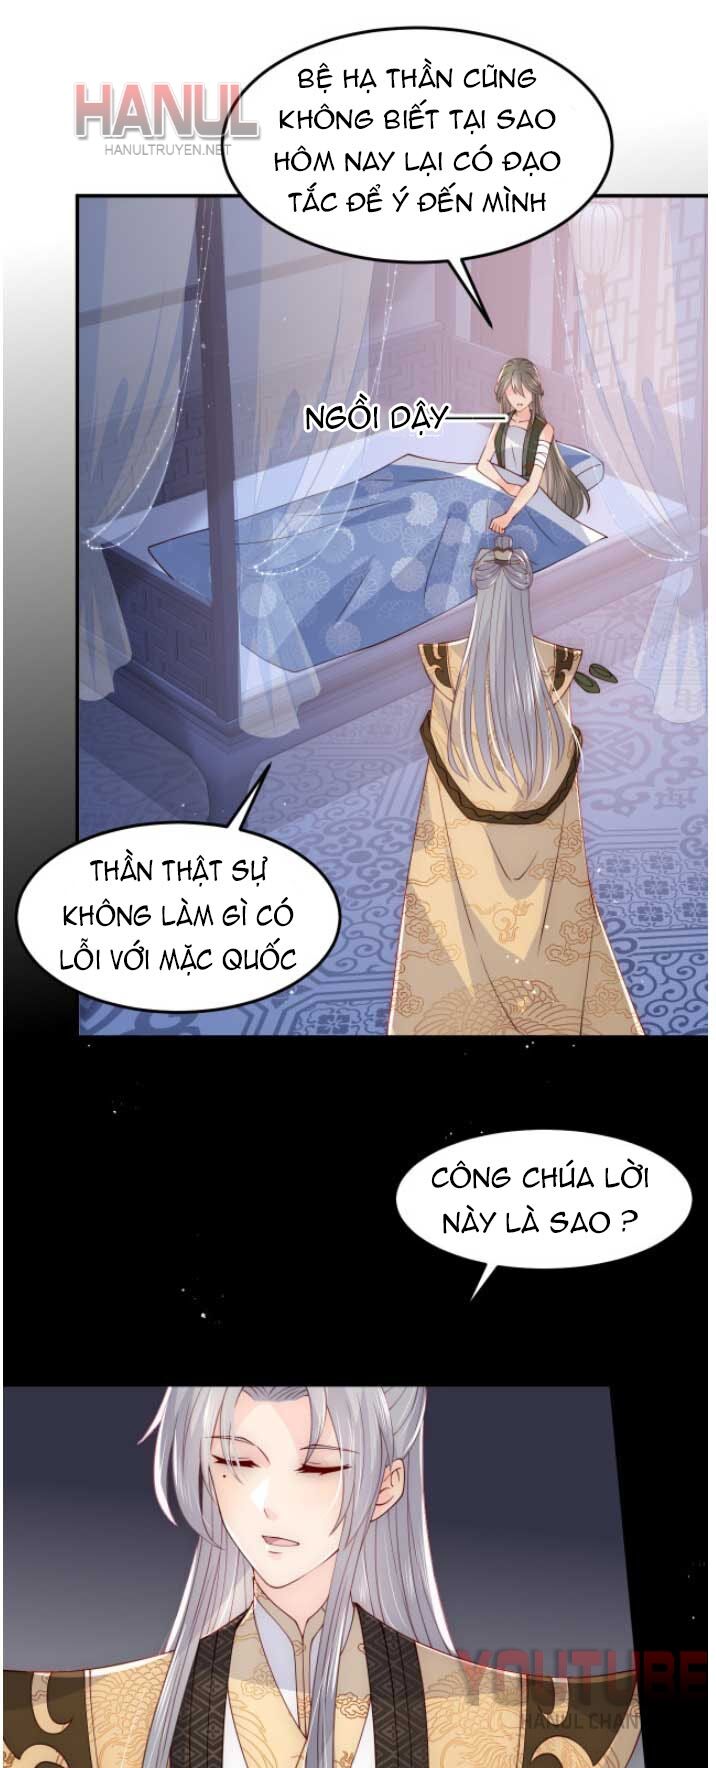 HANUL
HANULTRUYEN.NET
BỆ HẠ THẦN CŨNG
KHÔNG BIẾT TẠI SAO
HÔM NAY LẠI CÓ ĐẠO
TẮC ĐỂ Ý ĐẾN MÌNH
NGỒI DẬY
THẦN THẬT SỰ
KHÔNG LÀM GÌ CÓ
LỖI VỚI MẶC QUỐC
CÔNG CHÚA LỜI
NÀY LÀ SAO ?
YOUTUBE
HANUL CHAN